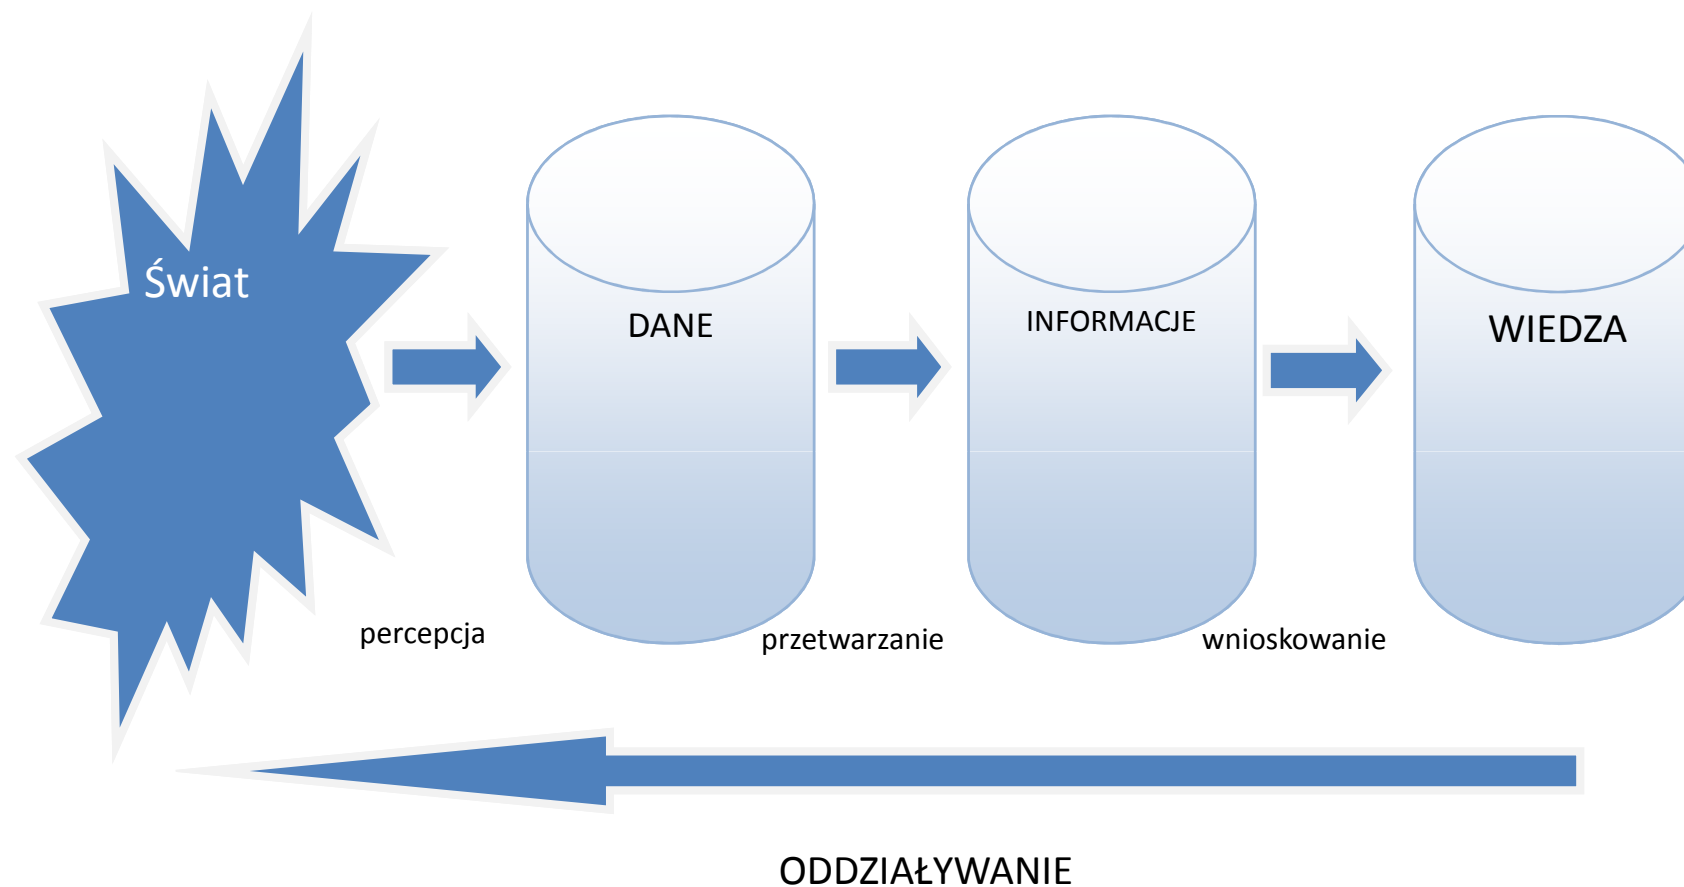 Świat
DANE
INFORMACJE
WIEDZA
percepcja
przetwarzanie
wnioskowanie
ODDZIAŁYWANIE